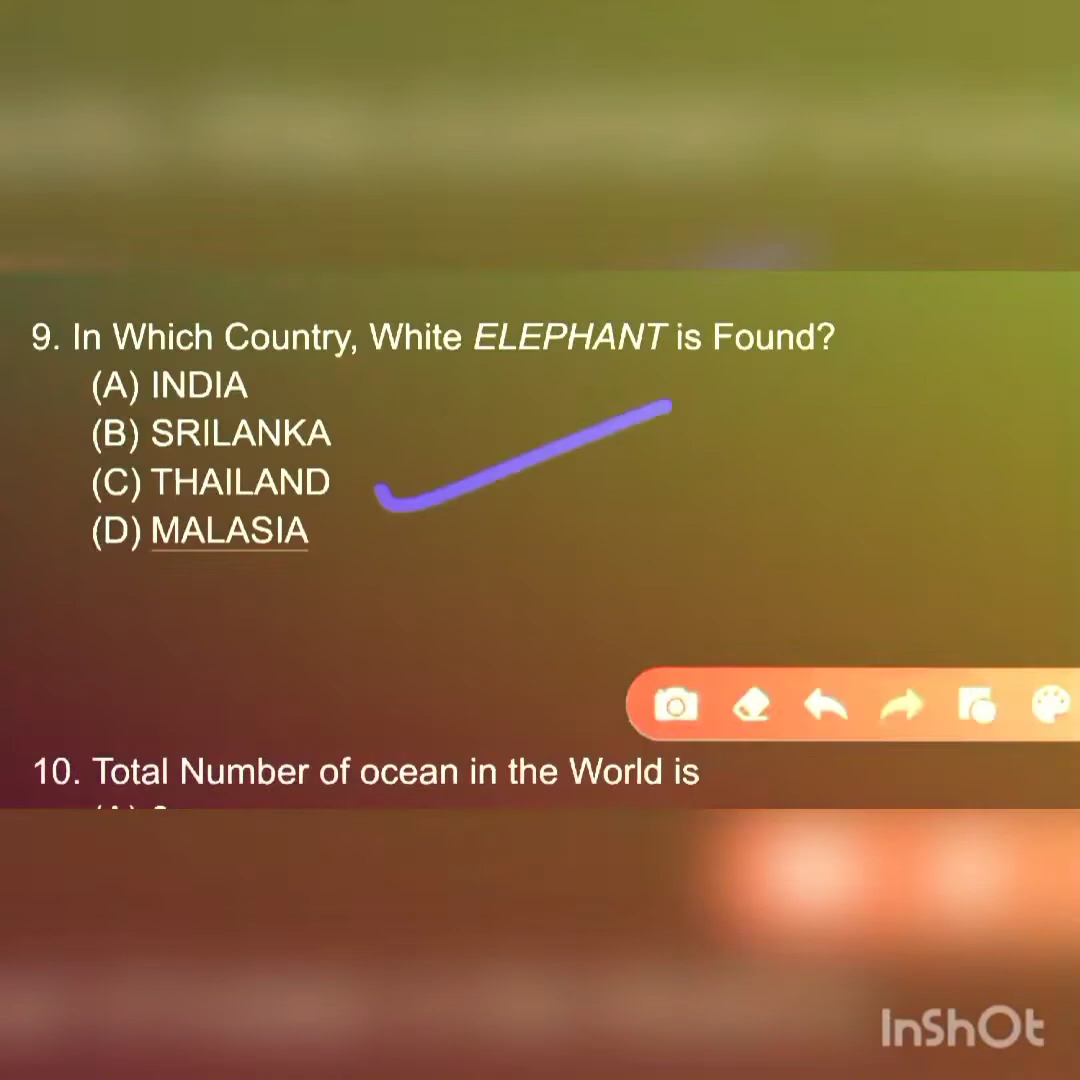 9. In Which Country, White ELEPHANT is Found?
(A) INDIA
(B) SRILANKA
(C) THAILAND
(D) MALASIA
10. Total Number of ocean in the World is
InShOt